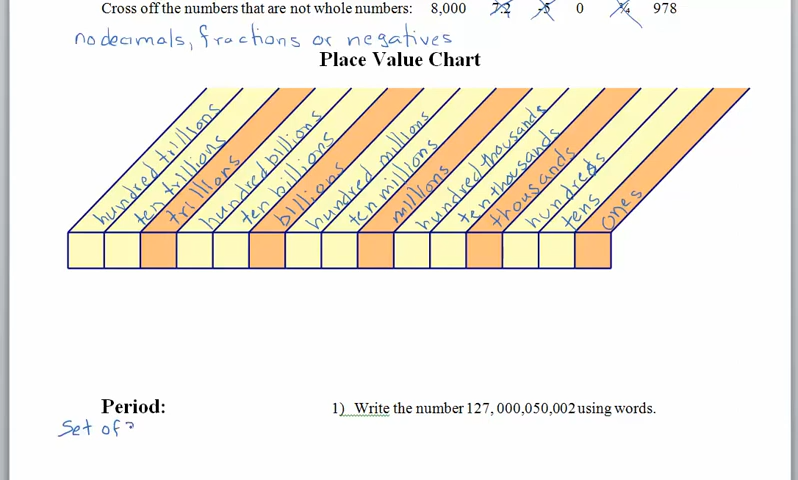 Cross off the numbers that are not whole numbers: 8,000 7.2 -5 0 ¾ 978
no decimals, fractions or negatives
Place Value Chart
hundred trillions
ten trillions
trillions
hundred billions
ten billions
billions
hundred millions
ten millions
millions
hundred thousands
ten thousands
thousands
hundreds
tens
ones
Period:
1) Write the number 127, 000,050,002 using words.
Set of